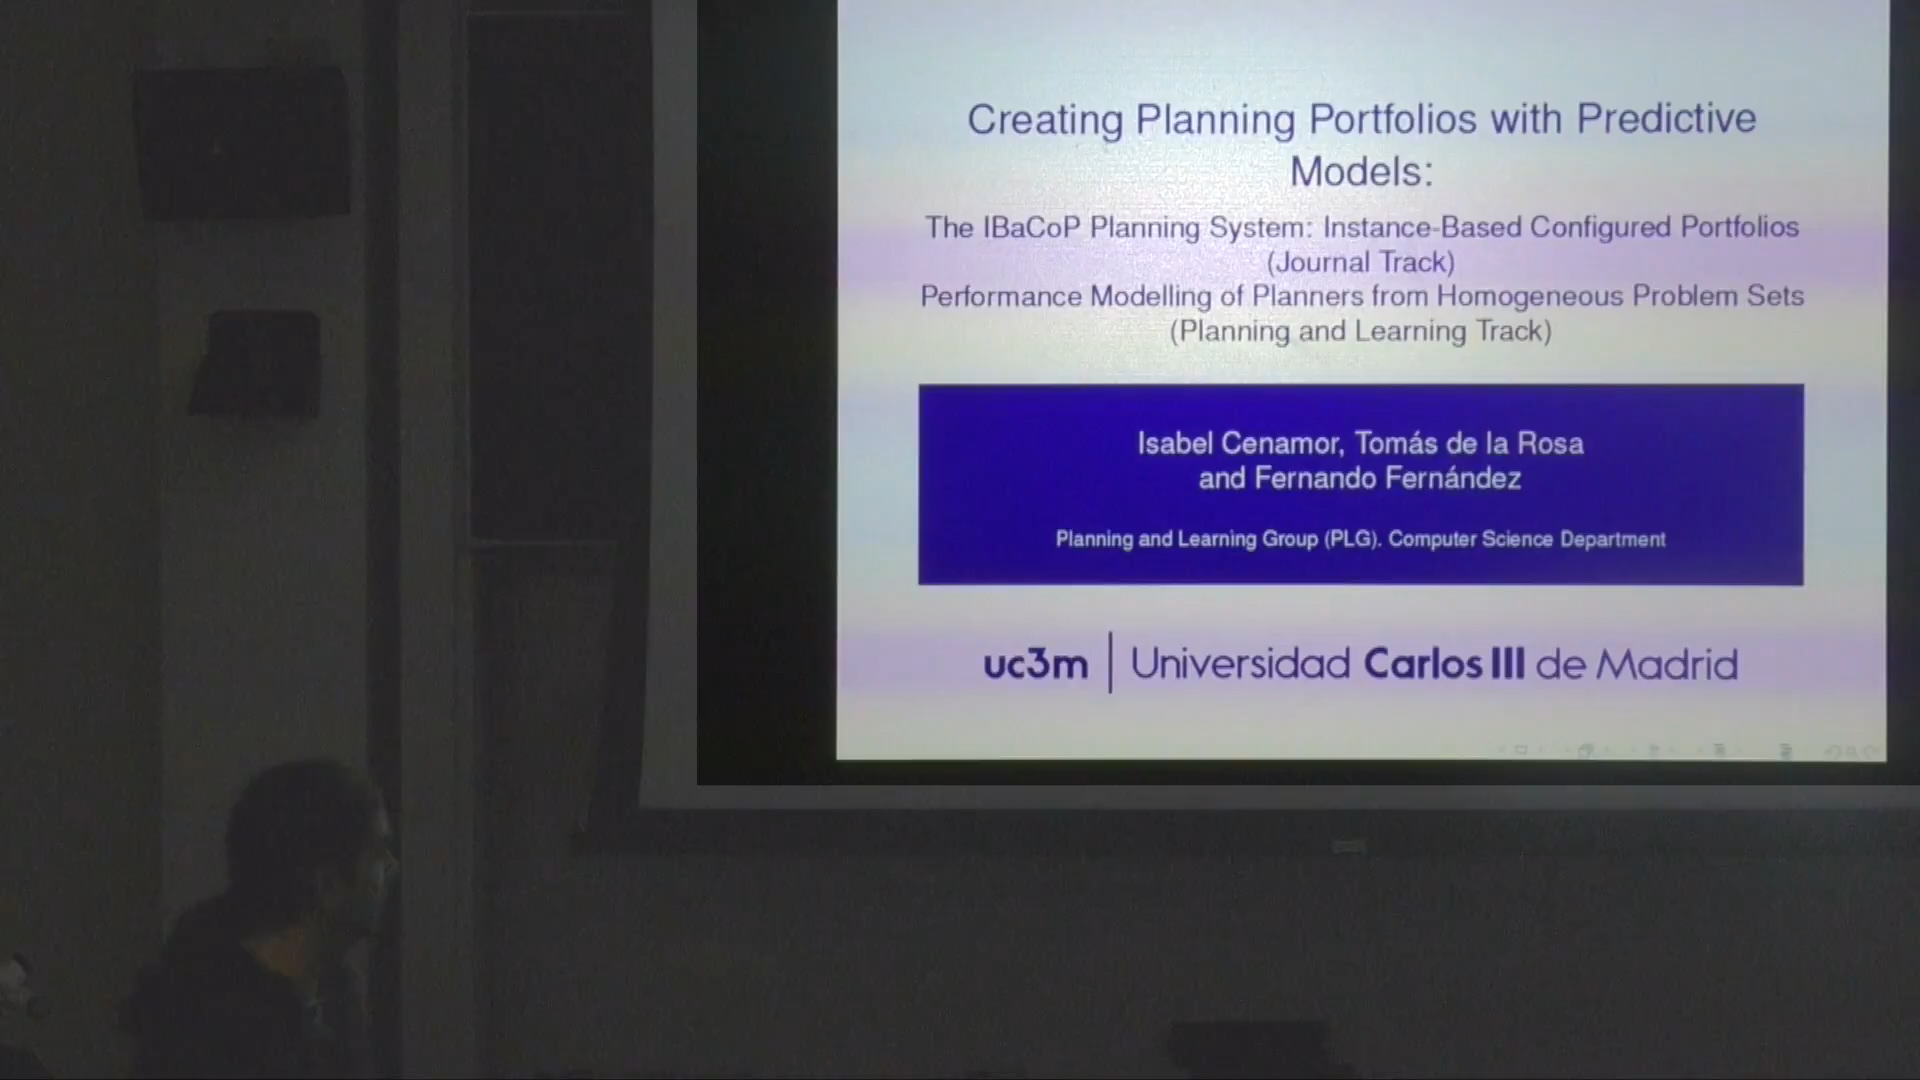 Creating Planning Portfolios with Predictive
Models:
The IBaCoP Planning System: Instance-Based Configured Portfolios
(Journal Track)
Performance Modelling of Planners from Homogeneous Problem Sets
(Planning and Learning Track)
Isabel Cenamor, Tomás de la Rosa
and Fernando Fernández
Planning and Learning Group (PLG). Computer Science Department
uc3m | Universidad Carlos III de Madrid